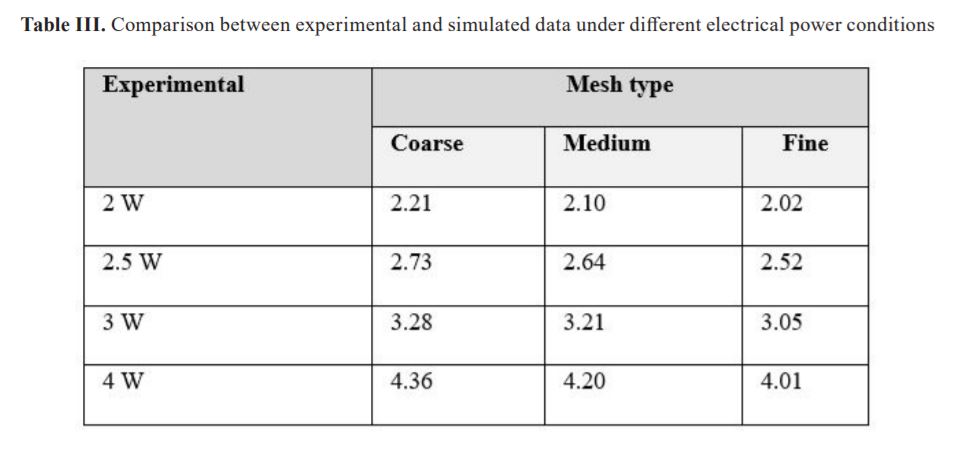 Table III. Comparison between experimental and simulated data under different electrical power conditions
Experimental Mesh type
Coarse Medium Fine
2 W 2.21 2.10 2.02
2.5 W 2.73 2.64 2.52
3 W 3.28 3.21 3.05
4 W 4.36 4.20 4.01